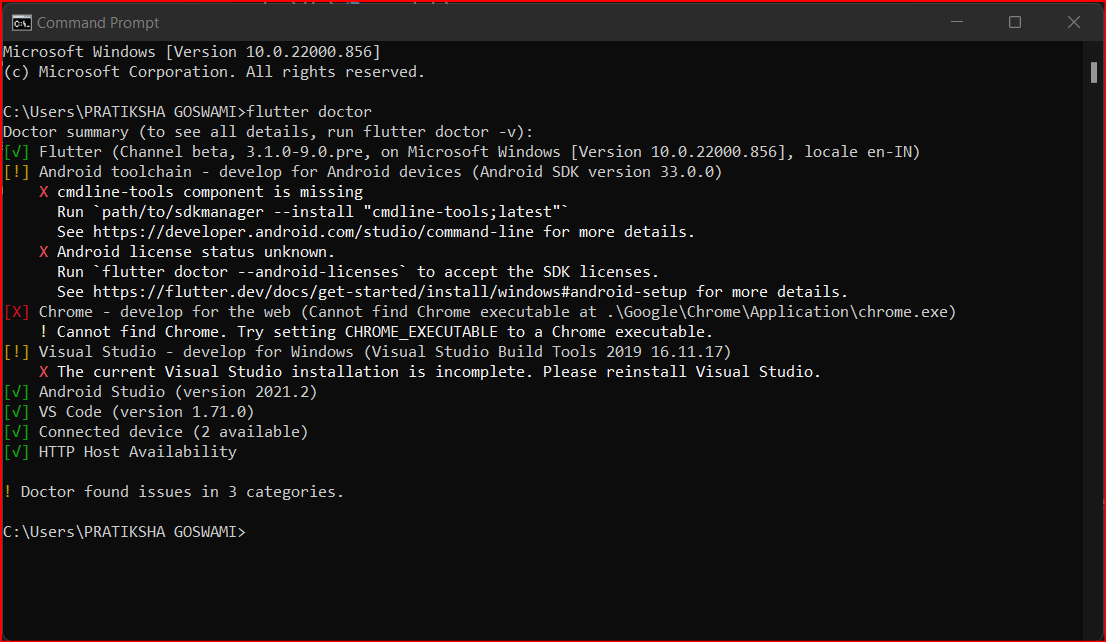 Command Prompt
Microsoft Windows [Version 10.0.22000.856]
(c) Microsoft Corporation. All rights reserved.
C:\Users\PRATIKSHA GOSWAMI>flutter doctor
Doctor summary (to see all details, run flutter doctor -v):
[√] Flutter (Channel beta, 3.1.0-9.0.pre, on Microsoft Windows [Version 10.0.22000.856], locale en-IN)
[!] Android toolchain - develop for Android devices (Android SDK version 33.0.0)
X cmdline-tools component is missing
Run `path/to/sdkmanager --install "cmdline-tools;latest"`
See https://developer.android.com/studio/command-line for more details.
X Android license status unknown.
Run `flutter doctor --android-licenses` to accept the SDK licenses.
See https://flutter.dev/docs/get-started/install/windows#android-setup for more details.
[X] Chrome - develop for the web (Cannot find Chrome executable at .\Google\Chrome\Application\chrome.exe)
! Cannot find Chrome. Try setting CHROME_EXECUTABLE to a Chrome executable.
[!] Visual Studio - develop for Windows (Visual Studio Build Tools 2019 16.11.17)
X The current Visual Studio installation is incomplete. Please reinstall Visual Studio.
[√] Android Studio (version 2021.2)
[√] VS Code (version 1.71.0)
[√] Connected device (2 available)
[√] HTTP Host Availability
! Doctor found issues in 3 categories.
C:\Users\PRATIKSHA GOSWAMI>